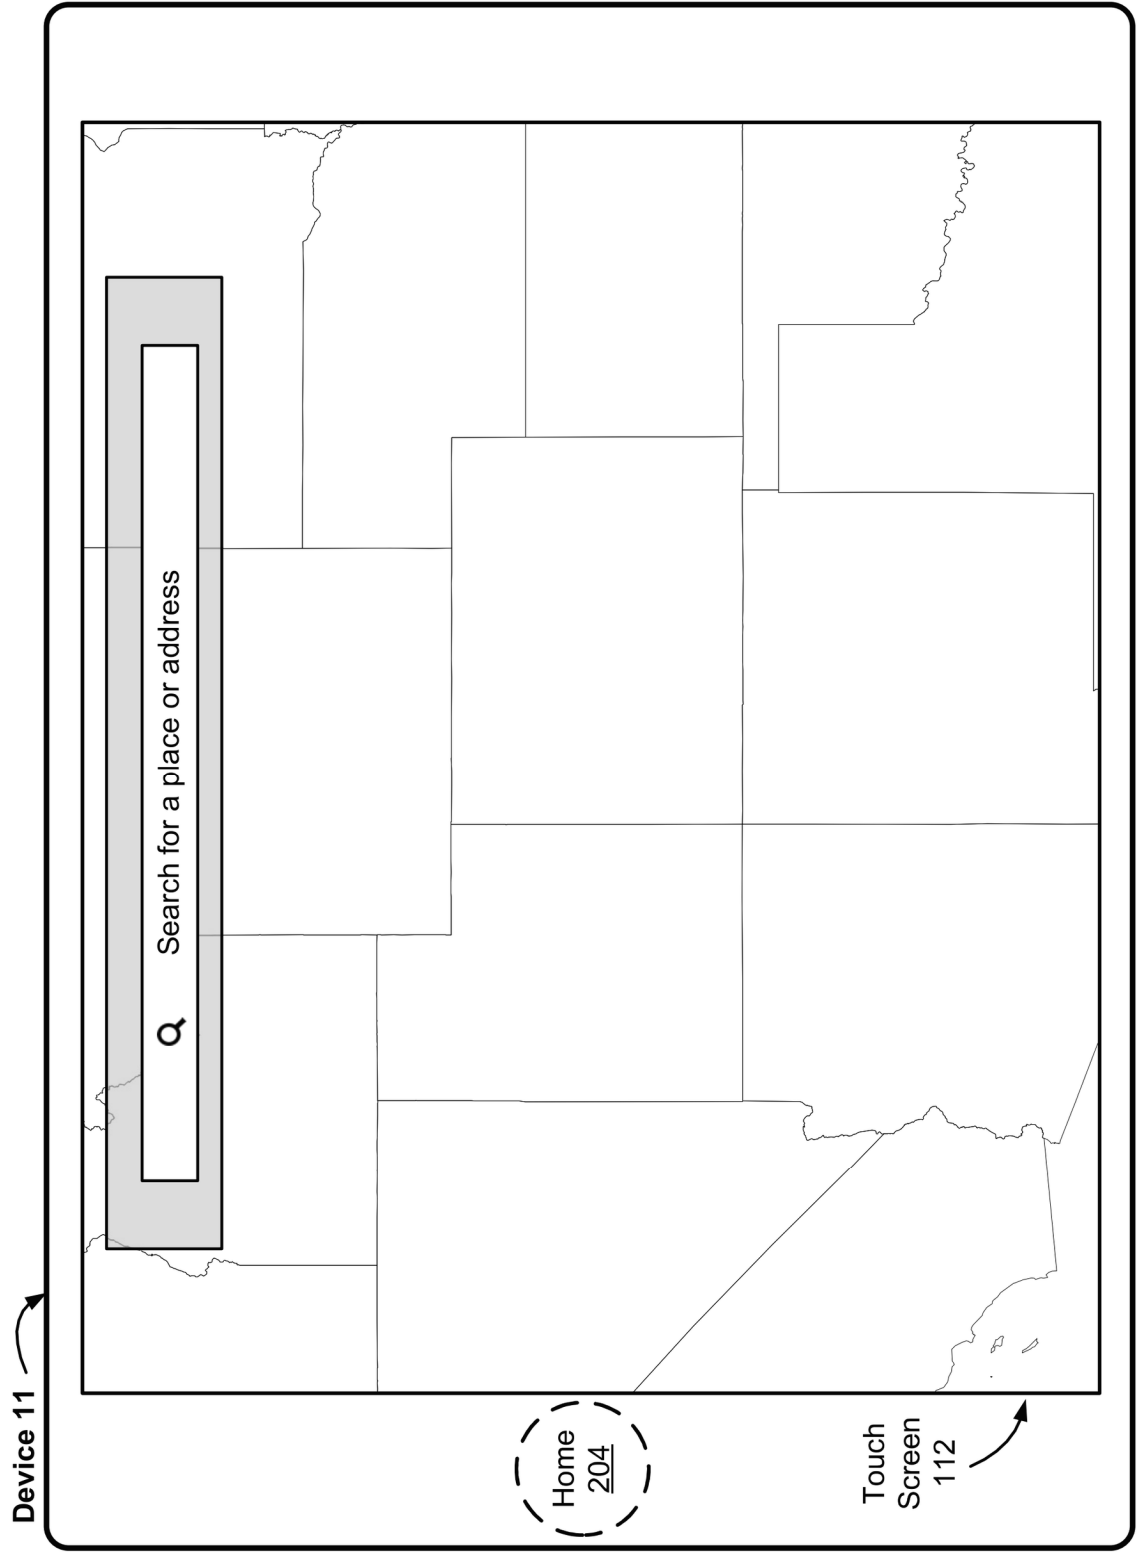 Device 11
Search for a place or address
Home
204
Touch
Screen
112